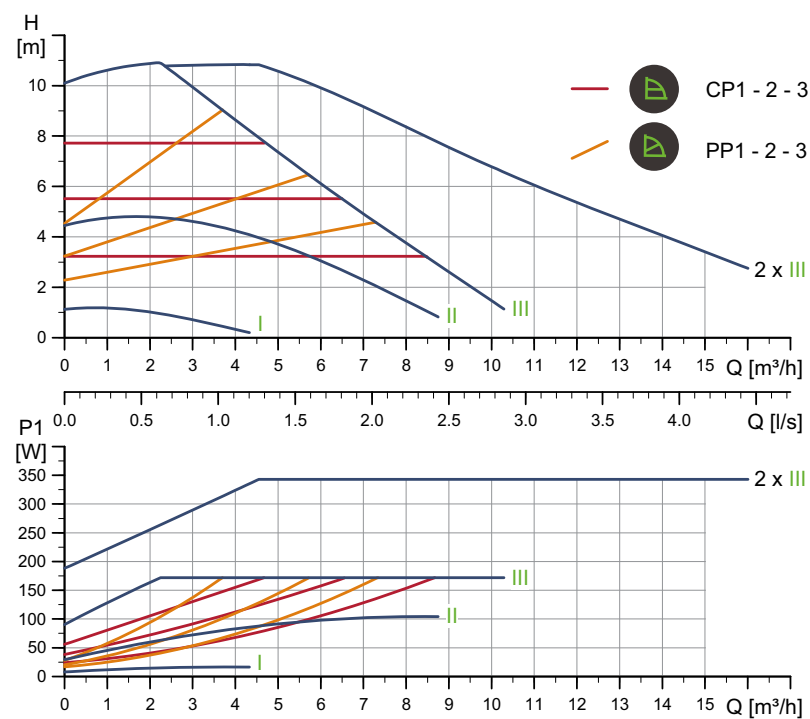 H
[m]
10
8
6
4
2
0
CP1 - 2 - 3
PP1 - 2 - 3
I
II
III
2 x III
0 1 2 3 4 5 6 7 8 9 10 11 12 13 14 15 Q [m³/h]
0.0 0.5 1.0 1.5 2.0 2.5 3.0 3.5 4.0 Q [l/s]
P1
[W]
350
300
250
200
150
100
50
0
2 x III
III
II
I
0 1 2 3 4 5 6 7 8 9 10 11 12 13 14 15 Q [m³/h]